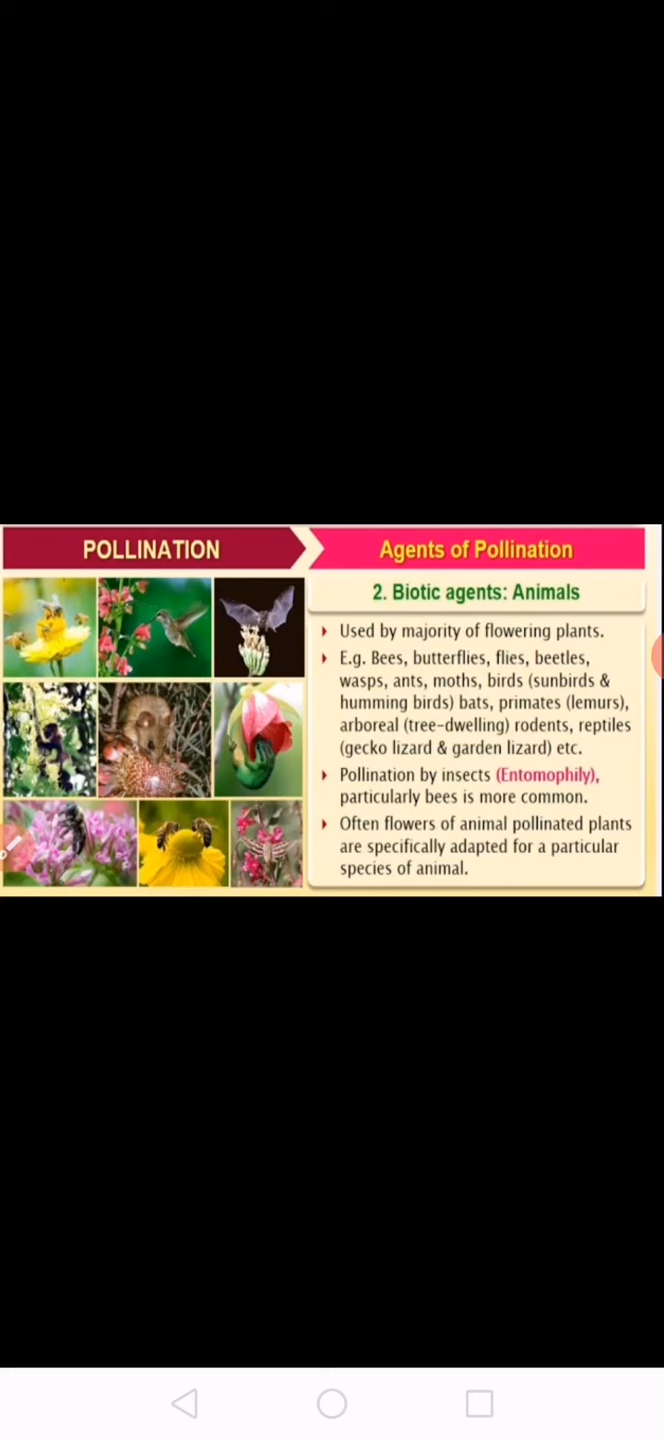 POLLINATION
Agents of Pollination
2. Biotic agents: Animals
Used by majority of flowering plants.
E.g. Bees, butterflies, flies, beetles,
wasps, ants, moths, birds (sunbirds &
humming birds) bats, primates (lemurs),
arboreal (tree-dwelling) rodents, reptiles
(gecko lizard & garden lizard) etc.
Pollination by insects (Entomophily),
particularly bees is more common.
Often flowers of animal pollinated plants
are specifically adapted for a particular
species of animal.